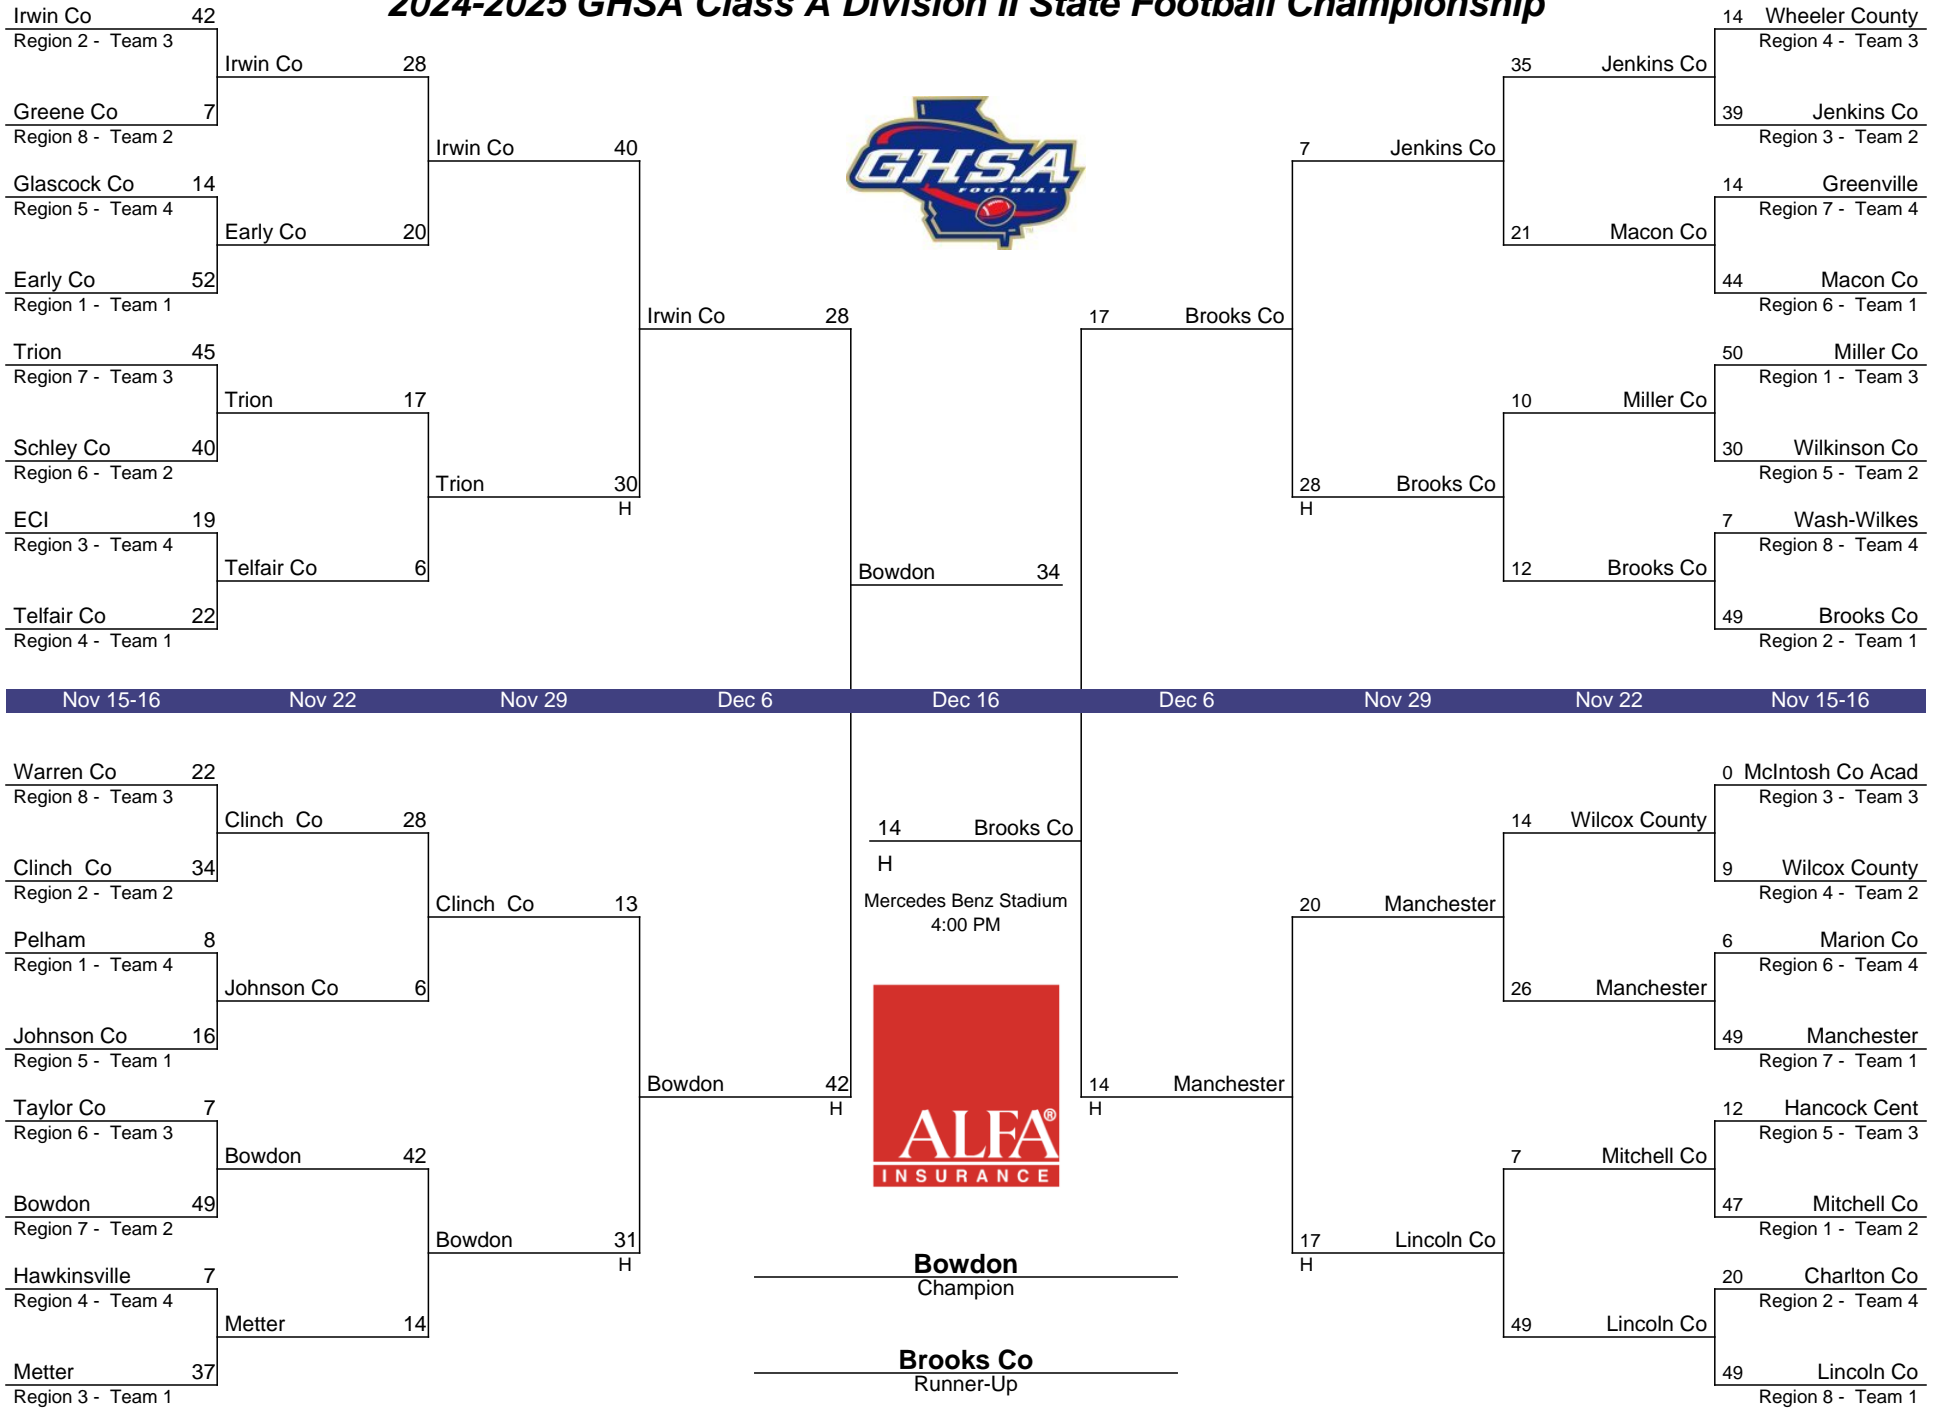 2024-2025 GHSA Class A Division II State Football Championship
Irwin Co 42
Region 2 - Team 3
Irwin Co 28
Greene Co 7
Region 8 - Team 2
Irwin Co 40
Glascock Co 14
Region 5 - Team 4
Early Co 20
Early Co 52
Region 1 - Team 1
Irwin Co 28
Trion 45
Region 7 - Team 3
Trion 17
Schley Co 40
Region 6 - Team 2
Trion 30
H
ECI 19
Region 3 - Team 4
Telfair Co 6
Telfair Co 22
Region 4 - Team 1
GHSA
FOOTBALL
Bowdon 34
14 Wheeler County
Region 4 - Team 3
35 Jenkins Co
39 Jenkins Co
Region 3 - Team 2
7 Jenkins Co
14 Greenville
Region 7 - Team 4
21 Macon Co
44 Macon Co
Region 6 - Team 1
17 Brooks Co
50 Miller Co
Region 1 - Team 3
10 Miller Co
30 Wilkinson Co
Region 5 - Team 2
28 Brooks Co
H
7 Wash-Wilkes
Region 8 - Team 4
12 Brooks Co
49 Brooks Co
Region 2 - Team 1
Nov 15-16 Nov 22 Nov 29 Dec 6 Dec 16 Dec 6 Nov 29 Nov 22 Nov 15-16
Warren Co 22
Region 8 - Team 3
Clinch Co 28
Clinch Co 34
Region 2 - Team 2
Clinch Co 13
Pelham 8
Region 1 - Team 4
Johnson Co 6
Johnson Co 16
Region 5 - Team 1
Bowdon 42
H
Taylor Co 7
Region 6 - Team 3
Bowdon 42
Bowdon 49
Region 7 - Team 2
Bowdon 31
H
Hawkinsville 7
Region 4 - Team 4
Metter 14
Metter 37
Region 3 - Team 1
14 Brooks Co
H
Mercedes Benz Stadium
4:00 PM
ALFA®
INSURANCE
Bowdon
Champion
Brooks Co
Runner-Up
0 McIntosh Co Acad
Region 3 - Team 3
14 Wilcox County
9 Wilcox County
Region 4 - Team 2
20 Manchester
6 Marion Co
Region 6 - Team 4
26 Manchester
49 Manchester
Region 7 - Team 1
14 Manchester
H
12 Hancock Cent
Region 5 - Team 3
7 Mitchell Co
47 Mitchell Co
Region 1 - Team 2
17 Lincoln Co
H
20 Charlton Co
Region 2 - Team 4
49 Lincoln Co
49 Lincoln Co
Region 8 - Team 1